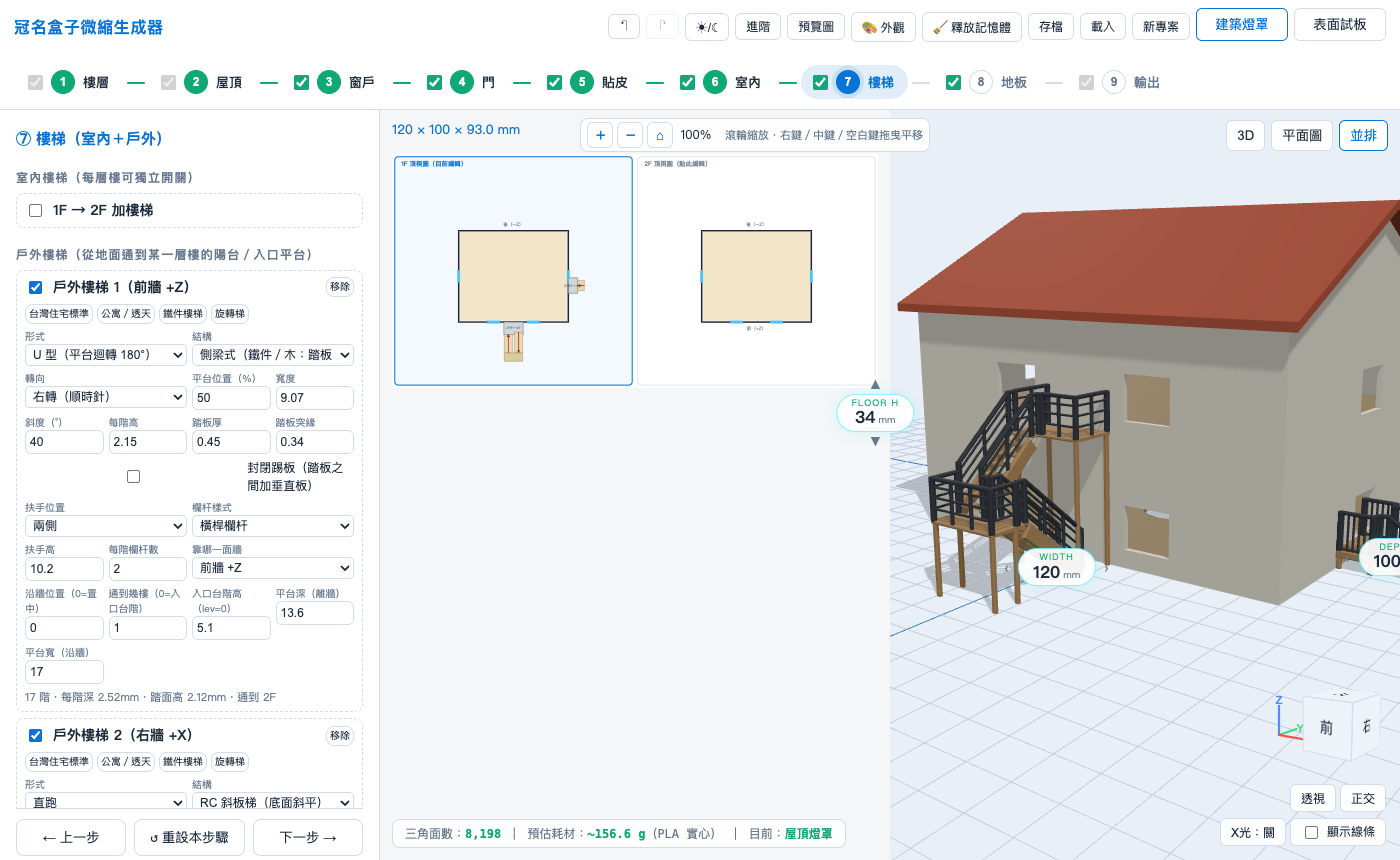 冠名盒子微縮生成器
☀/☾ 進階 預覽圖 🎨 外觀 🧹 釋放記憶體 存檔 載入 新專案 建築燈罩 表面試板
1 樓層 2 屋頂 3 窗戶 4 門 5 貼皮 6 室內 7 樓梯 8 地板 9 輸出
⑦ 樓梯（室內＋戶外）
室內樓梯（每層樓可獨立開關）
1F → 2F 加樓梯
戶外樓梯（從地面通到某一層樓的陽台 / 入口平台）
戶外樓梯 1（前牆 +Z） 移除
台灣住宅標準 公寓 / 透天 鐵件樓梯 旋轉梯
形式 結構
U 型（平台迴轉 180°） 側梁式（鐵件 / 木：踏板
轉向 平台位置（%） 寬度
右轉（順時針） 50 9.07
斜度（°） 每階高 踏板厚 踏板突緣
40 2.15 0.45 0.34
封閉踢板（踏板之
間加垂直板）
扶手位置 欄杆樣式
兩側 橫桿欄杆
扶手高 每階欄杆數 靠哪一面牆
10.2 2 前牆 +Z
沿牆位置（0=置中） 通到幾樓（0=入口台階） 入口台階高（lev=0） 平台深（離牆）
0 1 5.1 13.6
平台寬（沿牆）
17
17 階 · 每階深 2.52mm · 踏面高 2.12mm · 通到 2F
戶外樓梯 2（右牆 +X） 移除
台灣住宅標準 公寓 / 透天 鐵件樓梯 旋轉梯
形式 結構
直跑 RC 斜板梯（底面斜平）
← 上一步 ↺ 重設本步驟 下一步 →
120 × 100 × 93.0 mm
+ − ⌂ 100% 滾輪縮放 · 右鍵 / 中鍵 / 空白鍵拖曳平移
3D 平面圖 並排
1F 頂視圖（目前編輯） 2F 頂視圖（點此編輯）
後 (−Z) 後 (−Z)
前 (+Z)
FLOOR H
34 mm
WIDTH
120 mm
DEP
100
Z
Y
前 右
透視 正交
X光：關 顯示線條
三角面數：8,198 | 預估耗材：~156.6 g (PLA 實心) | 目前：屋頂燈罩